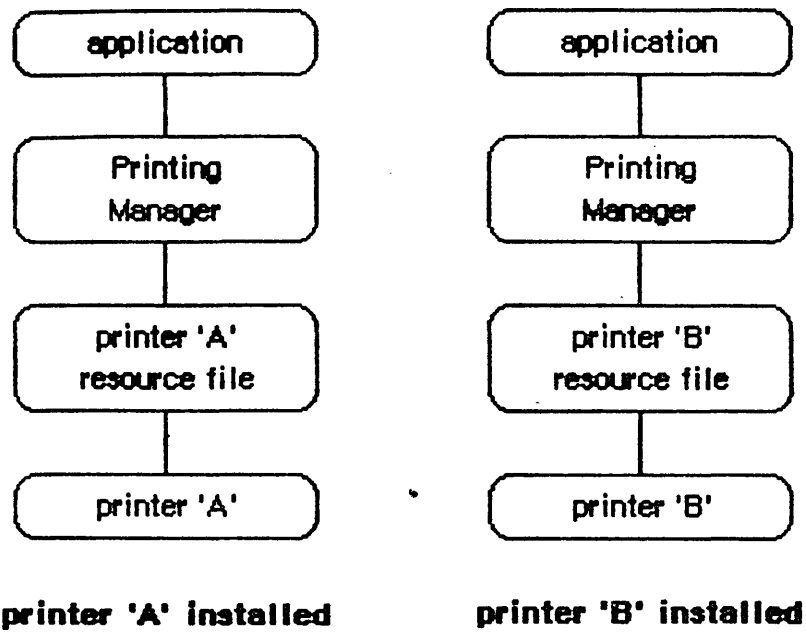 application
Printing
Manager
printer 'A'
resource file
printer 'A'
printer 'A' installed
application
Printing
Manager
printer 'B'
resource file
printer 'B'
printer 'B' installed